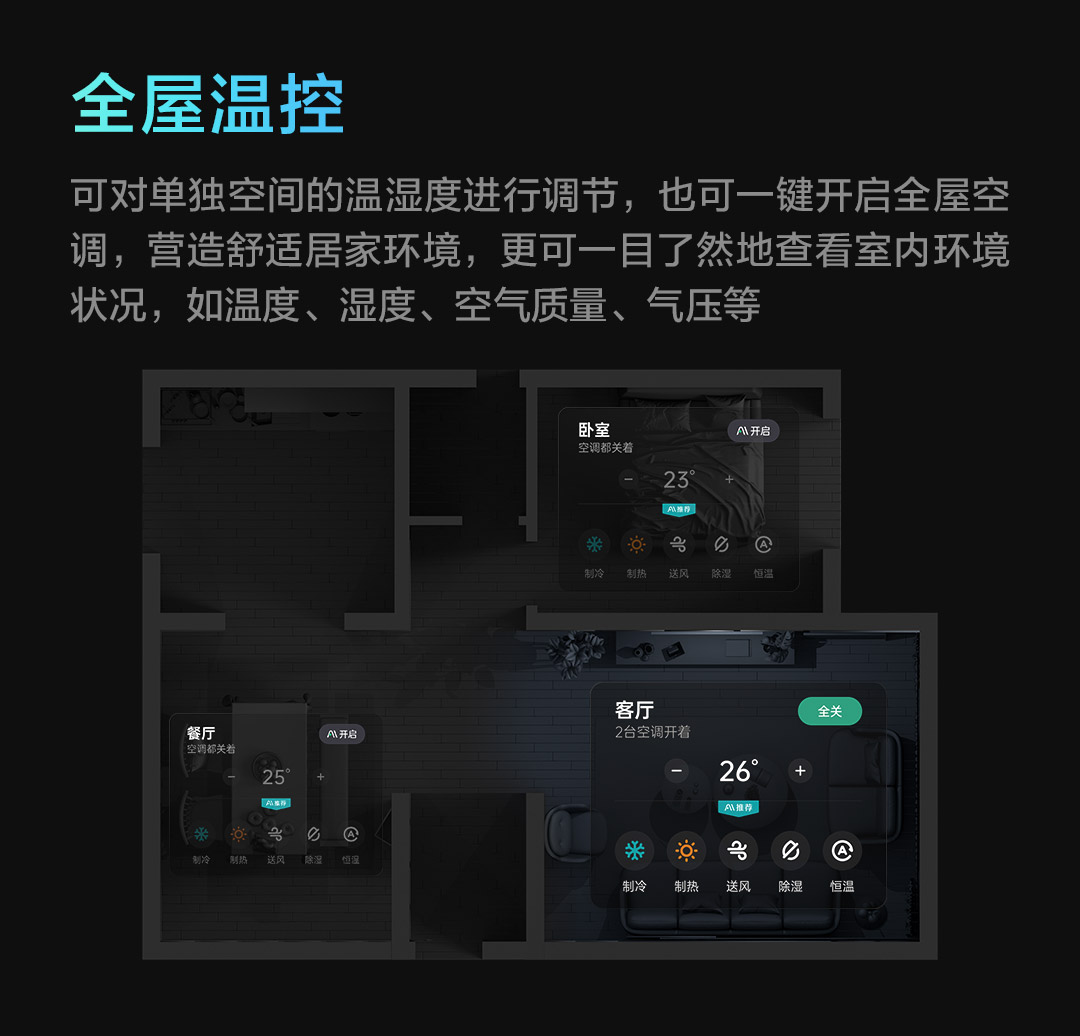 全屋温控
可对单独空间的温湿度进行调节，也可一键开启全屋空
调，营造舒适居家环境，更可一目了然地查看室内环境
状况，如温度、湿度、空气质量、气压等
卧室
AI 开启
空调都关着
− 23° +
AI 推荐
制冷 制热 送风 除湿 恒温
客厅
全关
2台空调开着
− 26° +
AI 推荐
A
制冷 制热 送风 除湿 恒温
餐厅
AI 开启
空调都关着
− 25° +
AI 推荐
制冷 制热 送风 除湿 恒温